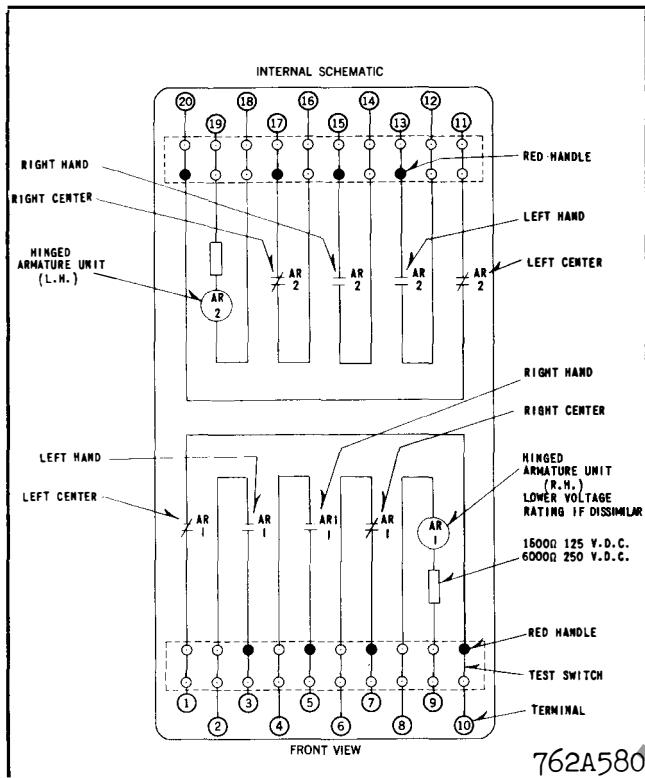 INTERNAL SCHEMATIC
20 18 16 14 12
19 17 15 13 11
RIGHT HAND
RED HANDLE
RIGHT CENTER
LEFT HAND
HINGED
ARMATURE UNIT
(L.H.)
LEFT CENTER
AR
2
AR
2
AR
2
AR
2
AR
2
RIGHT HAND
RIGHT CENTER
LEFT HAND
HINGED
ARMATURE UNIT
(R.H.)
LOWER VOLTAGE
RATING IF DISSIMILAR
LEFT CENTER
AR
1
AR
1
ARI
1
AR
1
AR
1
1500Ω 125 V.D.C.
6000Ω 250 V.D.C.
RED HANDLE
TEST SWITCH
1 3 5 7 9
2 4 6 8 10
TERMINAL
FRONT VIEW
762A580